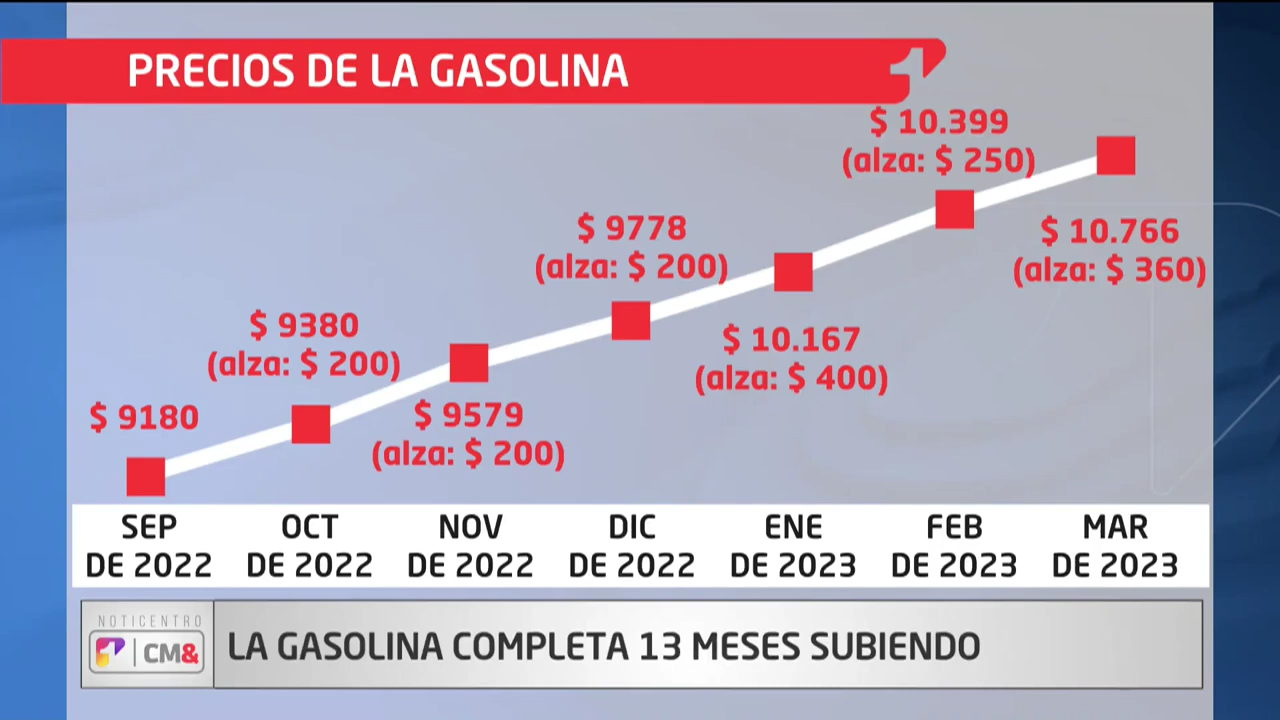 PRECIOS DE LA GASOLINA
$ 9180
$ 9380
(alza: $ 200)
$ 9579
(alza: $ 200)
$ 9778
(alza: $ 200)
$ 10.167
(alza: $ 400)
$ 10.399
(alza: $ 250)
$ 10.766
(alza: $ 360)
SEP
DE 2022
OCT
DE 2022
NOV
DE 2022
DIC
DE 2022
ENE
DE 2023
FEB
DE 2023
MAR
DE 2023
NOTICENTRO
1 | CM&
LA GASOLINA COMPLETA 13 MESES SUBIENDO